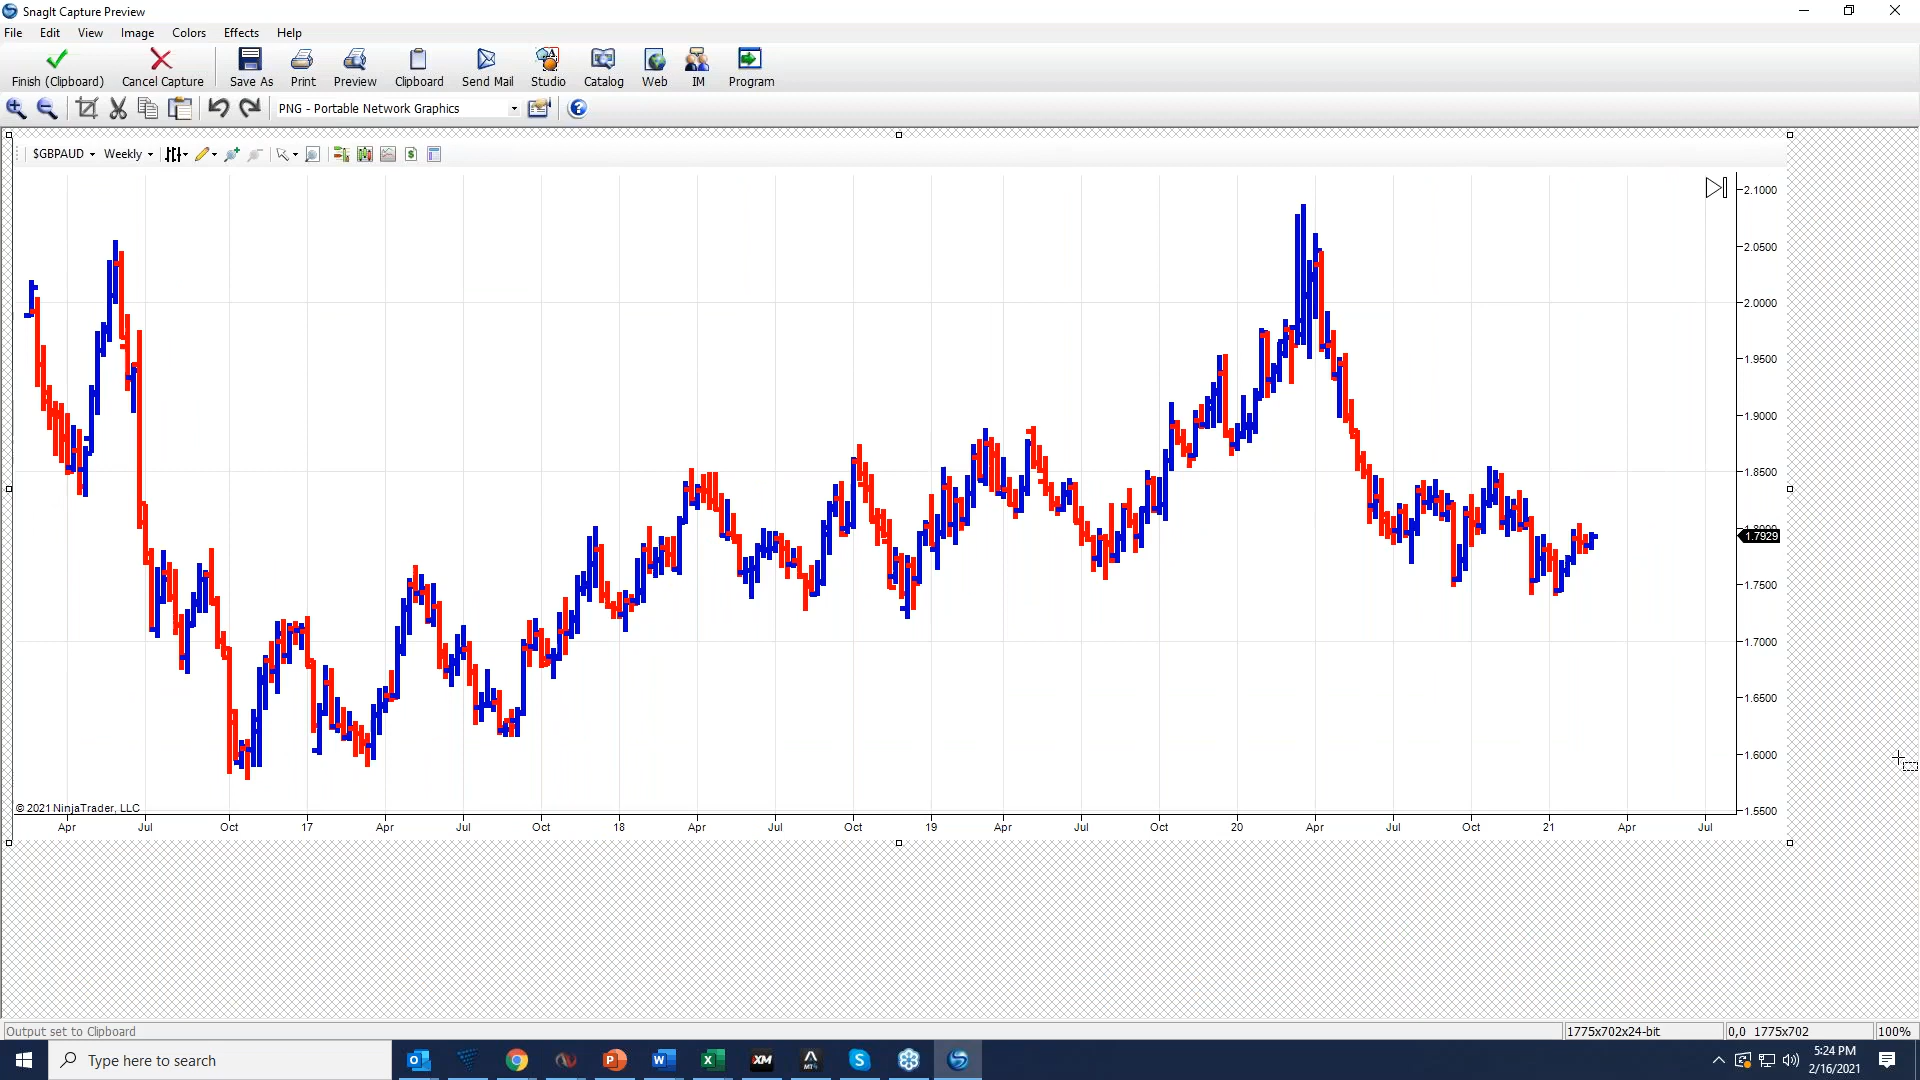 SnagIt Capture Preview
File Edit View Image Colors Effects Help
Finish (Clipboard) Cancel Capture Save As Print Preview Clipboard Send Mail Studio Catalog Web IM Program
PNG - Portable Network Graphics
$GBPAUD Weekly
2.1000
2.0500
2.0000
1.9500
1.9000
1.8500
1.8000
1.7929
1.7500
1.7000
1.6500
1.6000
1.5500
© 2021 NinjaTrader, LLC
Apr Jul Oct 17 Apr Jul Oct 18 Apr Jul Oct 19 Apr Jul Oct 20 Apr Jul Oct 21 Apr Jul
Output set to Clipboard 1775x702x24-bit 0,0 1775x702 100%
Type here to search
XM
MT4
5:24 PM
2/16/2021